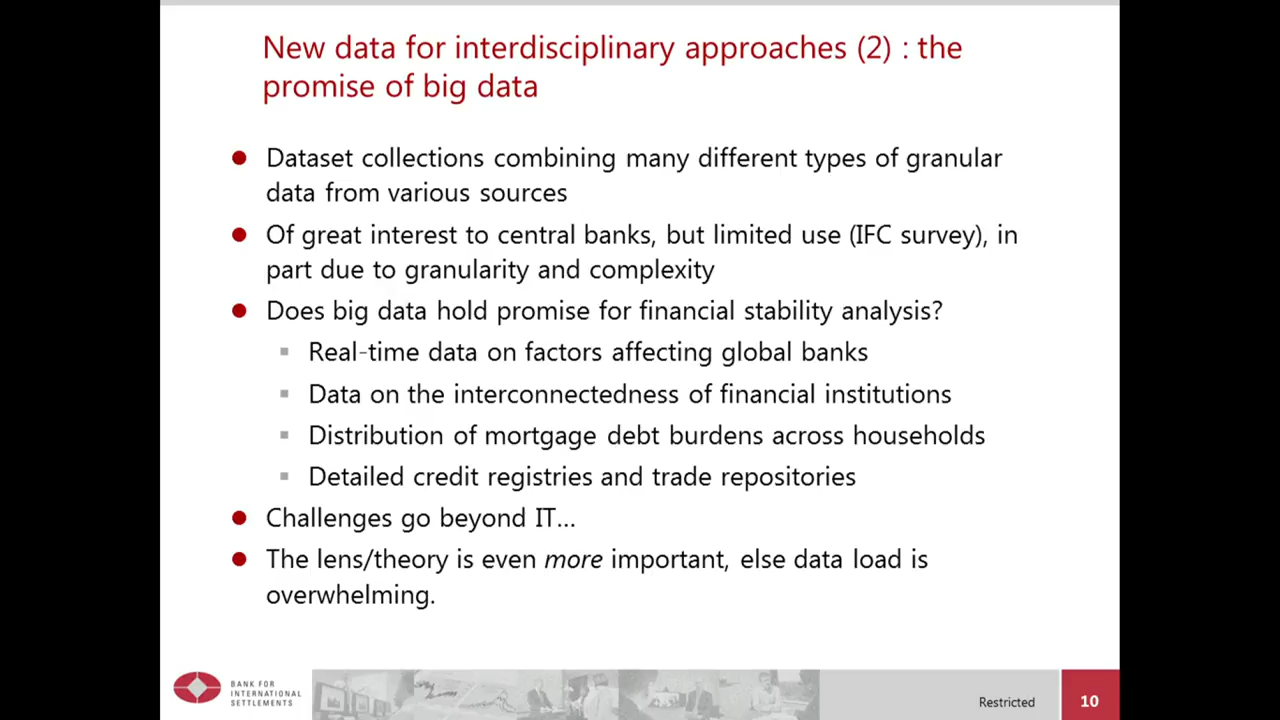 New data for interdisciplinary approaches (2) : the
promise of big data
Dataset collections combining many different types of granular
data from various sources
Of great interest to central banks, but limited use (IFC survey), in
part due to granularity and complexity
Does big data hold promise for financial stability analysis?
Real-time data on factors affecting global banks
Data on the interconnectedness of financial institutions
Distribution of mortgage debt burdens across households
Detailed credit registries and trade repositories
Challenges go beyond IT…
The lens/theory is even more important, else data load is
overwhelming.
BANK FOR
INTERNATIONAL
SETTLEMENTS
Restricted
10